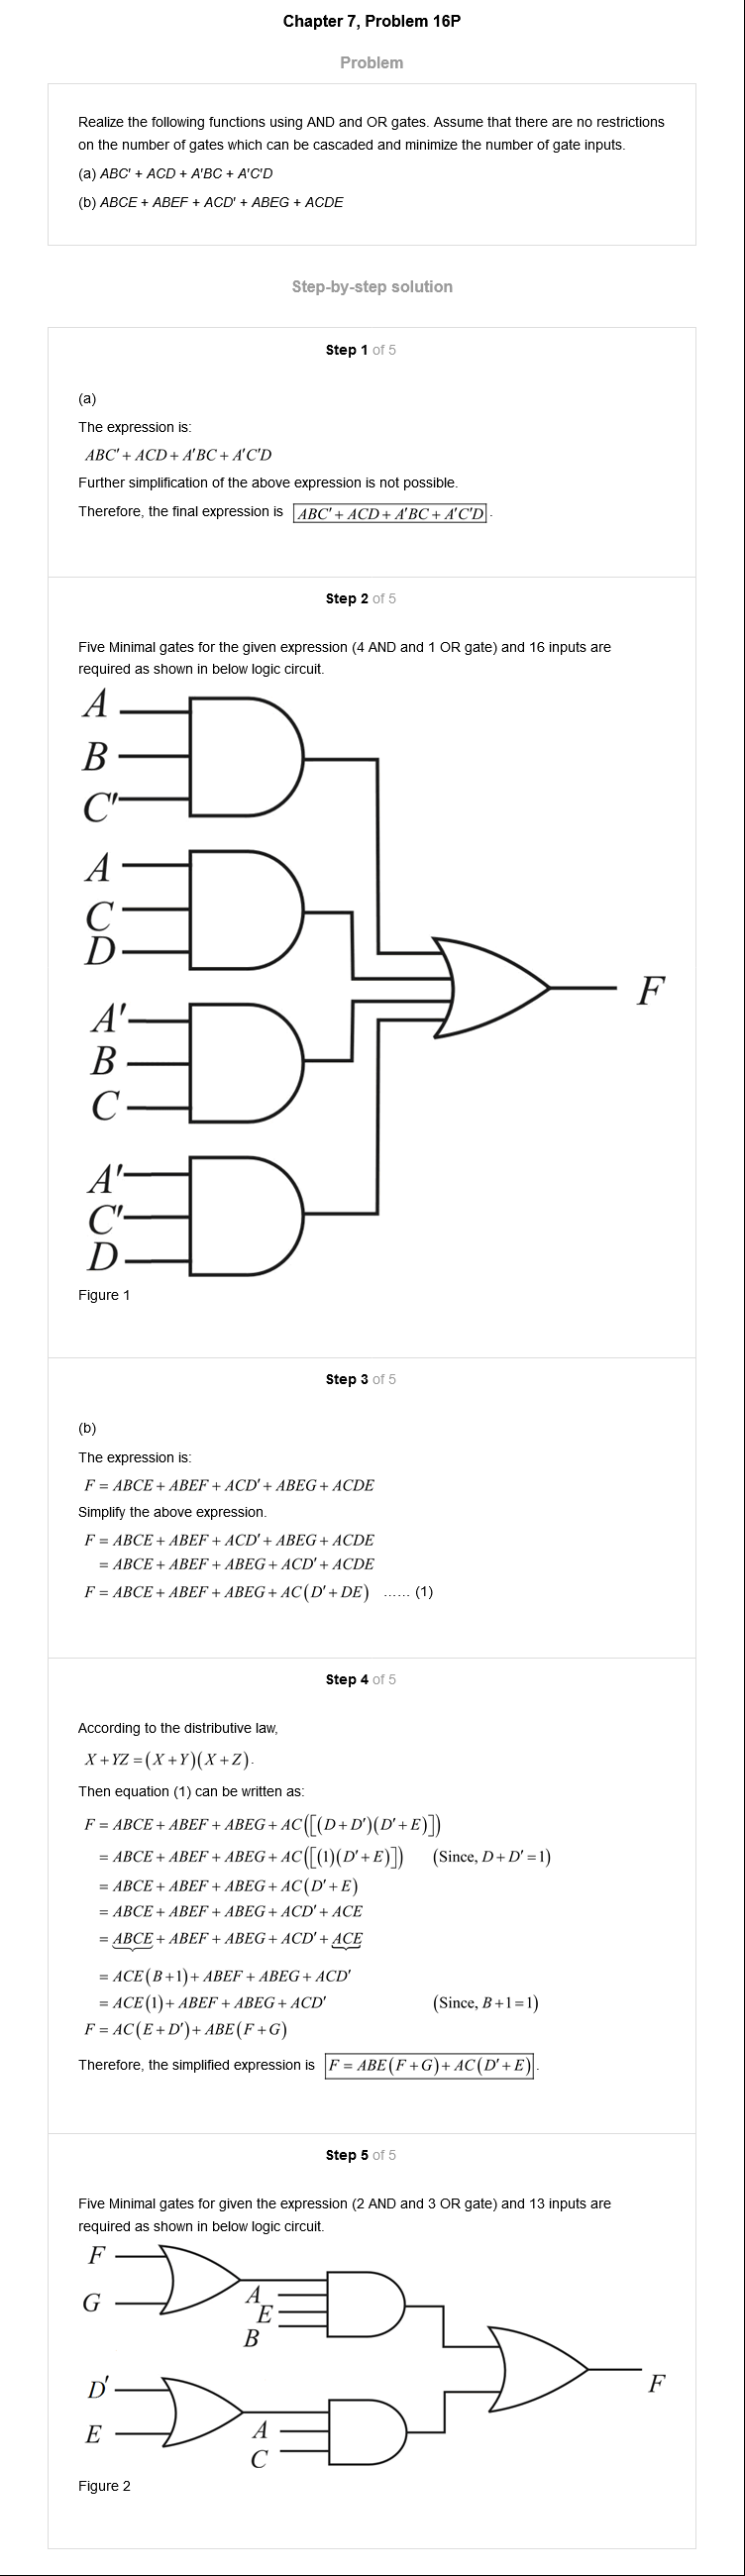 Chapter 7, Problem 16P
Problem
Realize the following functions using AND and OR gates. Assume that there are no restrictions
on the number of gates which can be cascaded and minimize the number of gate inputs.
(a) ABC' + ACD + A'BC + A'C'D
(b) ABCE + ABEF + ACD' + ABEG + ACDE
Step-by-step solution
Step 1 of 5
(a)
The expression is:
ABC' + ACD + A'BC + A'C'D
Further simplification of the above expression is not possible.
Therefore, the final expression is ABC' + ACD + A'BC + A'C'D.
Step 2 of 5
Five Minimal gates for the given expression (4 AND and 1 OR gate) and 16 inputs are
required as shown in below logic circuit.
A
B
C'
A
C
D
F
A'
B
C
A'
C'
D
Figure 1
Step 3 of 5
(b)
The expression is:
F = ABCE + ABEF + ACD' + ABEG + ACDE
Simplify the above expression.
F = ABCE + ABEF + ACD' + ABEG + ACDE
= ABCE + ABEF + ABEG + ACD' + ACDE
F = ABCE + ABEF + ABEG + AC(D' + DE) ...... (1)
Step 4 of 5
According to the distributive law,
X + YZ = (X + Y)(X + Z).
Then equation (1) can be written as:
F = ABCE + ABEF + ABEG + AC([(D + D')(D' + E)])
= ABCE + ABEF + ABEG + AC([(1)(D' + E)]) (Since, D + D' = 1)
= ABCE + ABEF + ABEG + AC(D' + E)
= ABCE + ABEF + ABEG + ACD' + ACE
= ABCE + ABEF + ABEG + ACD' + ACE
= ACE(B + 1) + ABEF + ABEG + ACD'
= ACE(1) + ABEF + ABEG + ACD' (Since, B + 1 = 1)
F = AC(E + D') + ABE(F + G)
Therefore, the simplified expression is F = ABE(F + G) + AC(D' + E).
Step 5 of 5
Five Minimal gates for given the expression (2 AND and 3 OR gate) and 13 inputs are
required as shown in below logic circuit.
F
G
A
E
B
D'
E
A
C
F
Figure 2